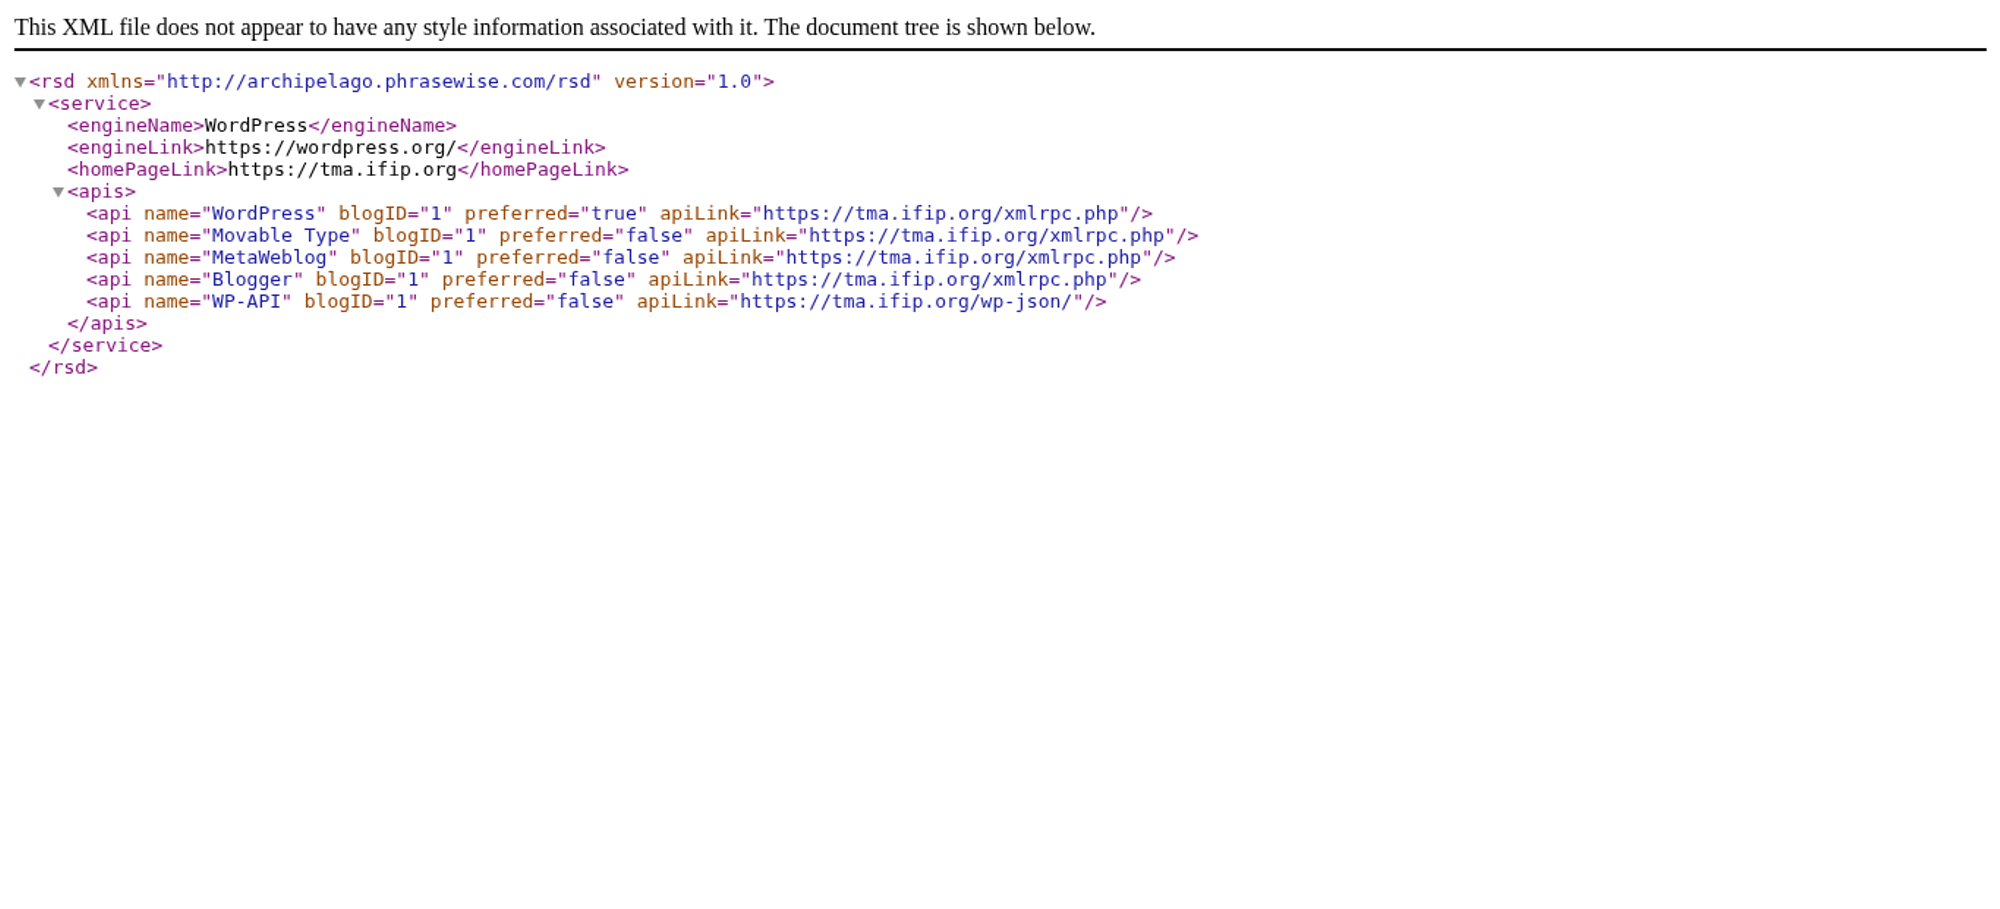 This XML file does not appear to have any style information associated with it. The document tree is shown below.
<rsd xmlns="http://archipelago.phrasewise.com/rsd" version="1.0">
<service>
<engineName>WordPress</engineName>
<engineLink>https://wordpress.org/</engineLink>
<homePageLink>https://tma.ifip.org</homePageLink>
<apis>
<api name="WordPress" blogID="1" preferred="true" apiLink="https://tma.ifip.org/xmlrpc.php"/>
<api name="Movable Type" blogID="1" preferred="false" apiLink="https://tma.ifip.org/xmlrpc.php"/>
<api name="MetaWeblog" blogID="1" preferred="false" apiLink="https://tma.ifip.org/xmlrpc.php"/>
<api name="Blogger" blogID="1" preferred="false" apiLink="https://tma.ifip.org/xmlrpc.php"/>
<api name="WP-API" blogID="1" preferred="false" apiLink="https://tma.ifip.org/wp-json/"/>
</apis>
</service>
</rsd>